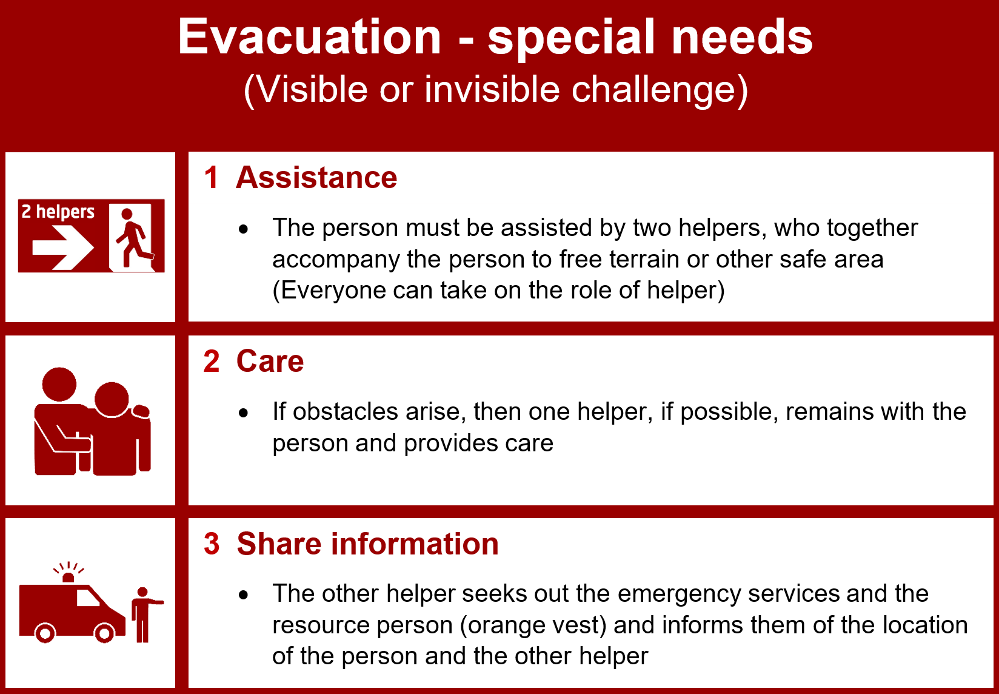 Evacuation - special needs
(Visible or invisible challenge)
2 helpers
1 Assistance
• The person must be assisted by two helpers, who together
accompany the person to free terrain or other safe area
(Everyone can take on the role of helper)
2 Care
• If obstacles arise, then one helper, if possible, remains with the
person and provides care
3 Share information
• The other helper seeks out the emergency services and the
resource person (orange vest) and informs them of the location
of the person and the other helper